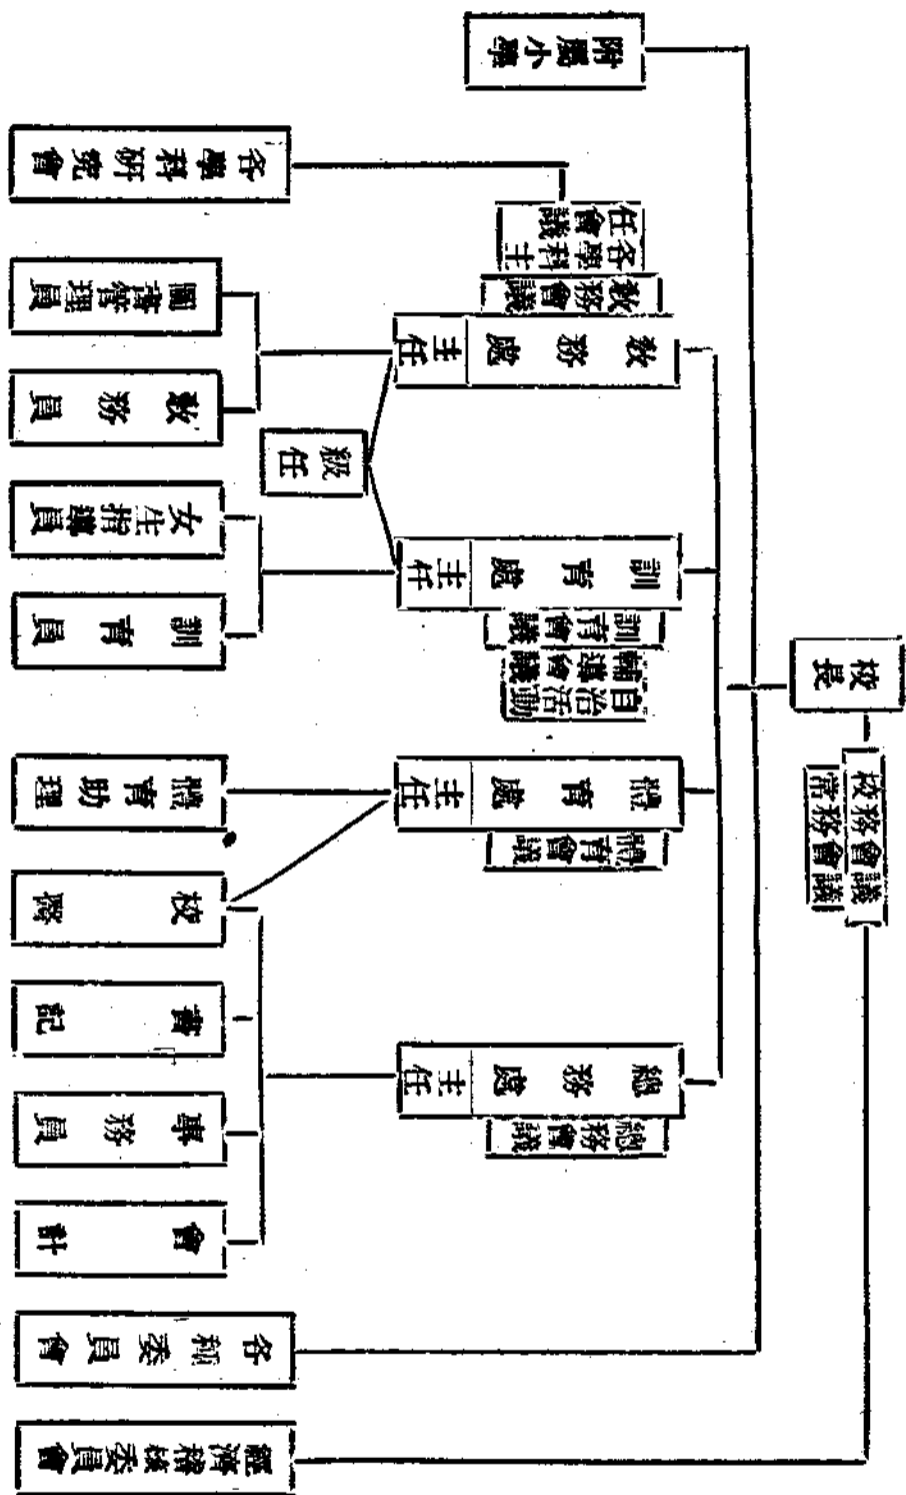 校長
校務會議
常務會議
附屬小學
各學科主任會議
教務會議
教務處 主任
訓育處 主任
訓育會議
自治活動
輔導會議
體育處 主任
體育會議
總務處 主任
總務會議
級任
各學科研究會
圖書管理員
教務員
女生指導員
訓育員
體育助理
校醫
書記
事務員
會計
各種委員會
經濟稽核委員會